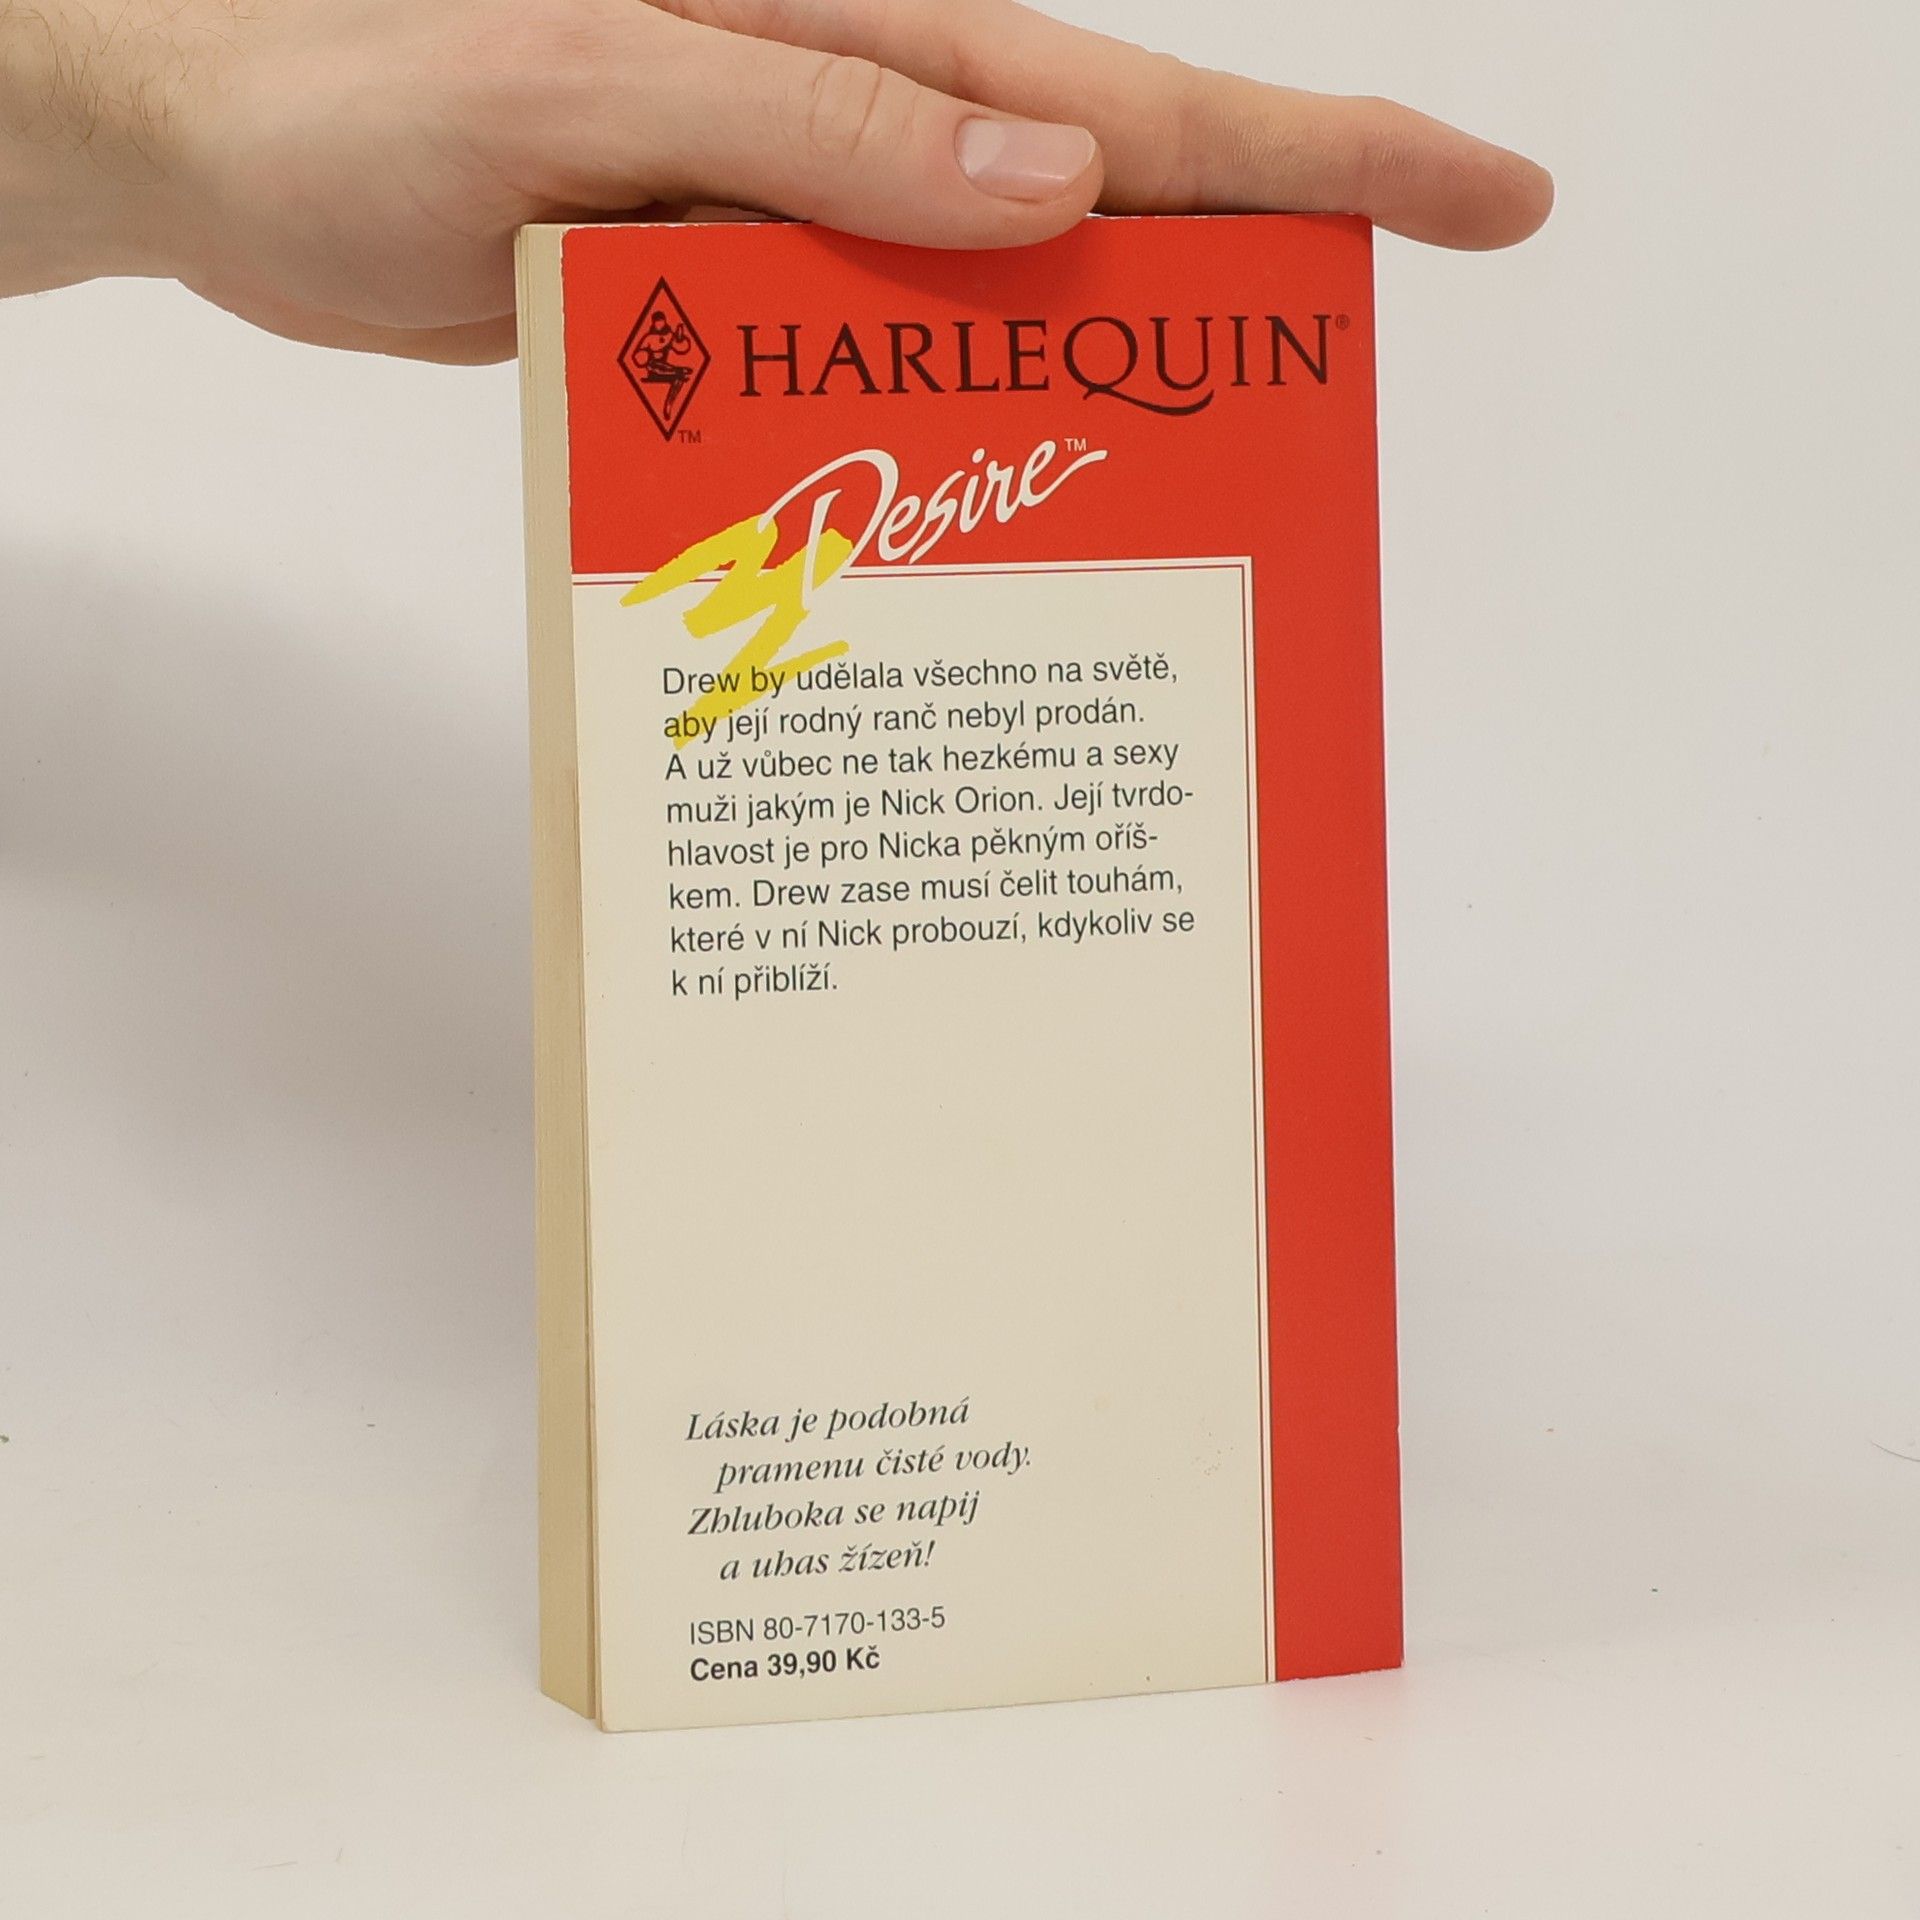 HARLEQUIN®
TM
Desire™
Drew by udělala všechno na světě,
aby její rodný ranč nebyl prodán.
A už vůbec ne tak hezkému a sexy
muži jakým je Nick Orion. Její tvrdo-
hlavost je pro Nicka pěkným oříš-
kem. Drew zase musí čelit touhám,
které v ní Nick probouzí, kdykoliv se
k ní přiblíží.
Láska je podobná
pramenu čisté vody.
Zhluboka se napij
a uhas žízeň!
ISBN 80-7170-133-5
Cena 39,90 Kč